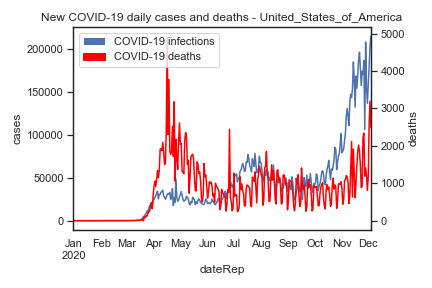 New COVID-19 daily cases and deaths - United_States_of_America
COVID-19 infections
COVID-19 deaths
200000
150000
100000
50000
0
cases
5000
4000
3000
2000
1000
0
deaths
Jan Feb Mar Apr May Jun Jul Aug Sep Oct Nov Dec
2020
dateRep